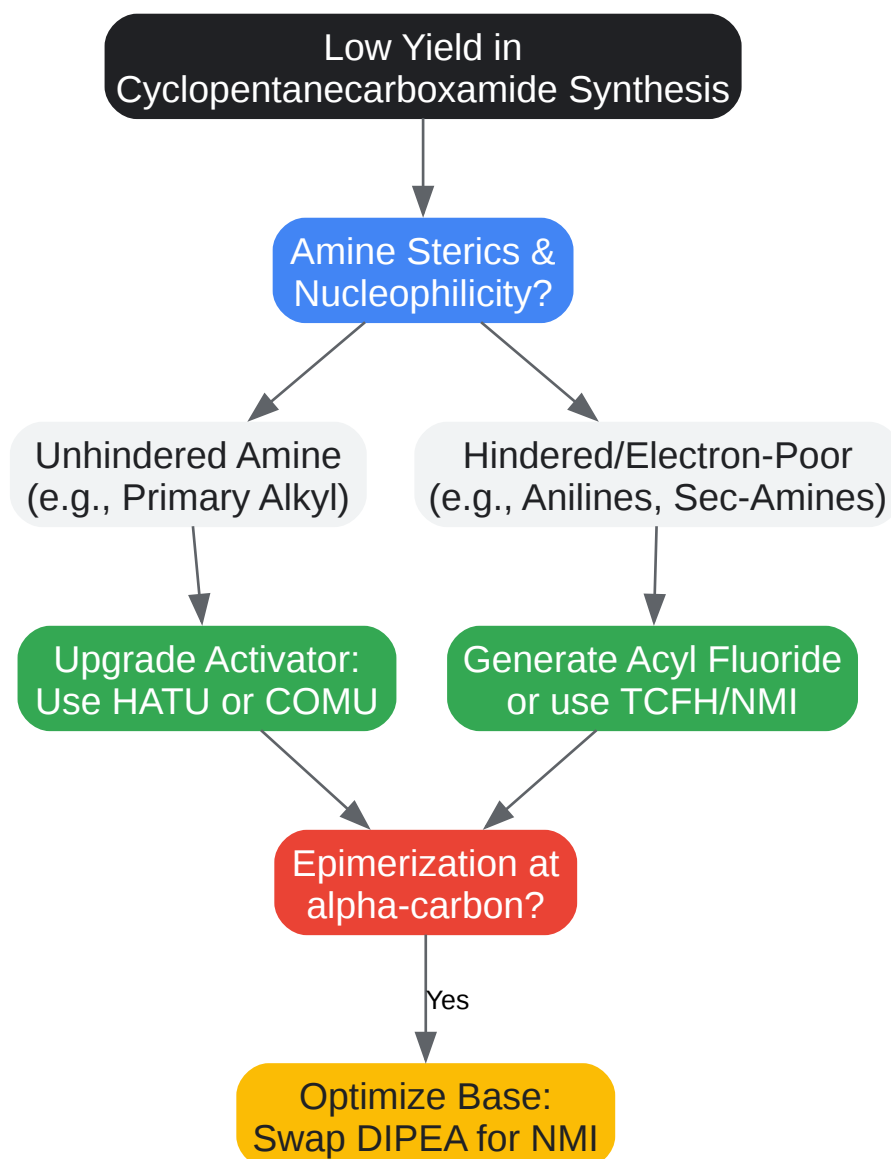 Low Yield in
Cyclopentanecarboxamide Synthesis
Amine Sterics &
Nucleophilicity?
Unhindered Amine
(e.g., Primary Alkyl)
Hindered/Electron-Poor
(e.g., Anilines, Sec-Amines)
Upgrade Activator:
Use HATU or COMU
Generate Acyl Fluoride
or use TCFH/NMI
Epimerization at
alpha-carbon?
Yes
Optimize Base:
Swap DIPEA for NMI